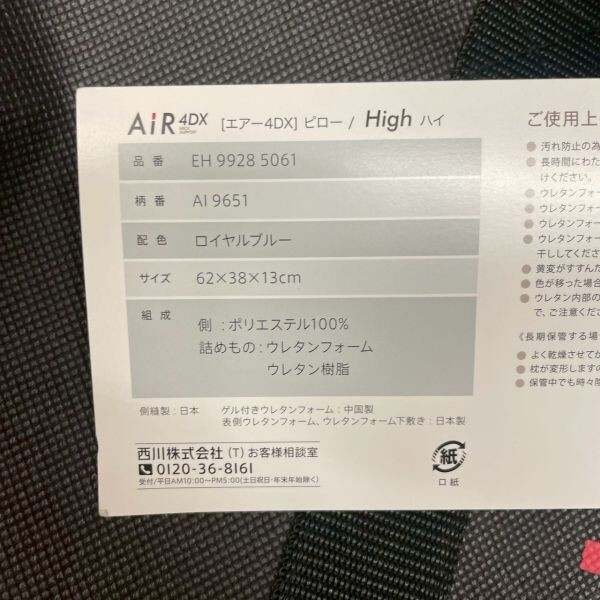 AiR 4DX [エアー4DX] ピロー / High ハイ
品番 EH 9928 5061
柄番 AI 9651
配色 ロイヤルブルー
サイズ 62×38×13cm
組成 側:ポリエステル100%
詰めもの:ウレタンフォーム
ウレタン樹脂
側縫製:日本 ゲル付きウレタンフォーム:中国製
表側ウレタンフォーム、ウレタンフォーム下敷き:日本製
西川株式会社(T)お客様相談室
0120-36-8161
受付/平日AM10:00〜PM5:00(土日祝日・年末年始除く)
紙
口紙
ご使用上
●汚れ防止の為
●長時間にわた
けください。
●ウレタンフォー
●ウレタンフォー
●ウレタンフォー
●ウレタンフォー
干ししてくださ
●黄変がすすんだ
●色が移った場合
●ウレタン内部の
で、ご注意くださ
《長期保管する場
●よく乾燥させてか
●枕が変形しますの
●保管中でも時々